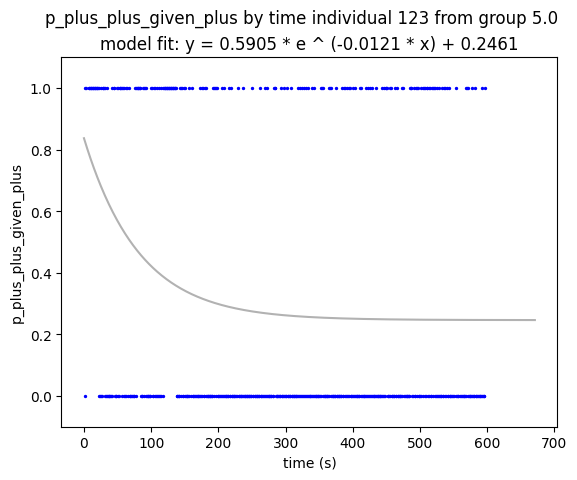 p_plus_plus_given_plus by time individual 123 from group 5.0
model fit: y = 0.5905 * e ^ (-0.0121 * x) + 0.2461
1.0
0.8
0.6
0.4
0.2
0.0
p_plus_plus_given_plus
0 100 200 300 400 500 600 700
time (s)